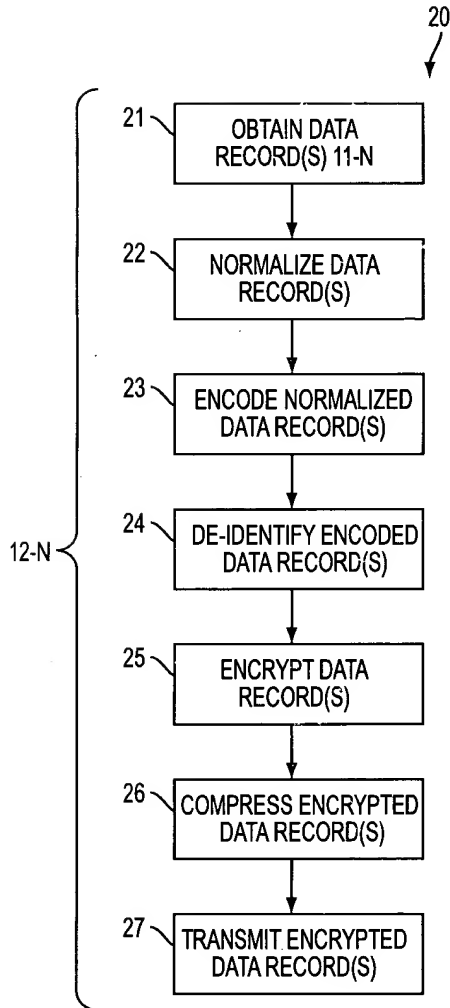 20
21
OBTAIN DATA
RECORD(S) 11-N
22
NORMALIZE DATA
RECORD(S)
23
ENCODE NORMALIZED
DATA RECORD(S)
24
DE-IDENTIFY ENCODED
DATA RECORD(S)
12-N
25
ENCRYPT DATA
RECORD(S)
26
COMPRESS ENCRYPTED
DATA RECORD(S)
27
TRANSMIT ENCRYPTED
DATA RECORD(S)